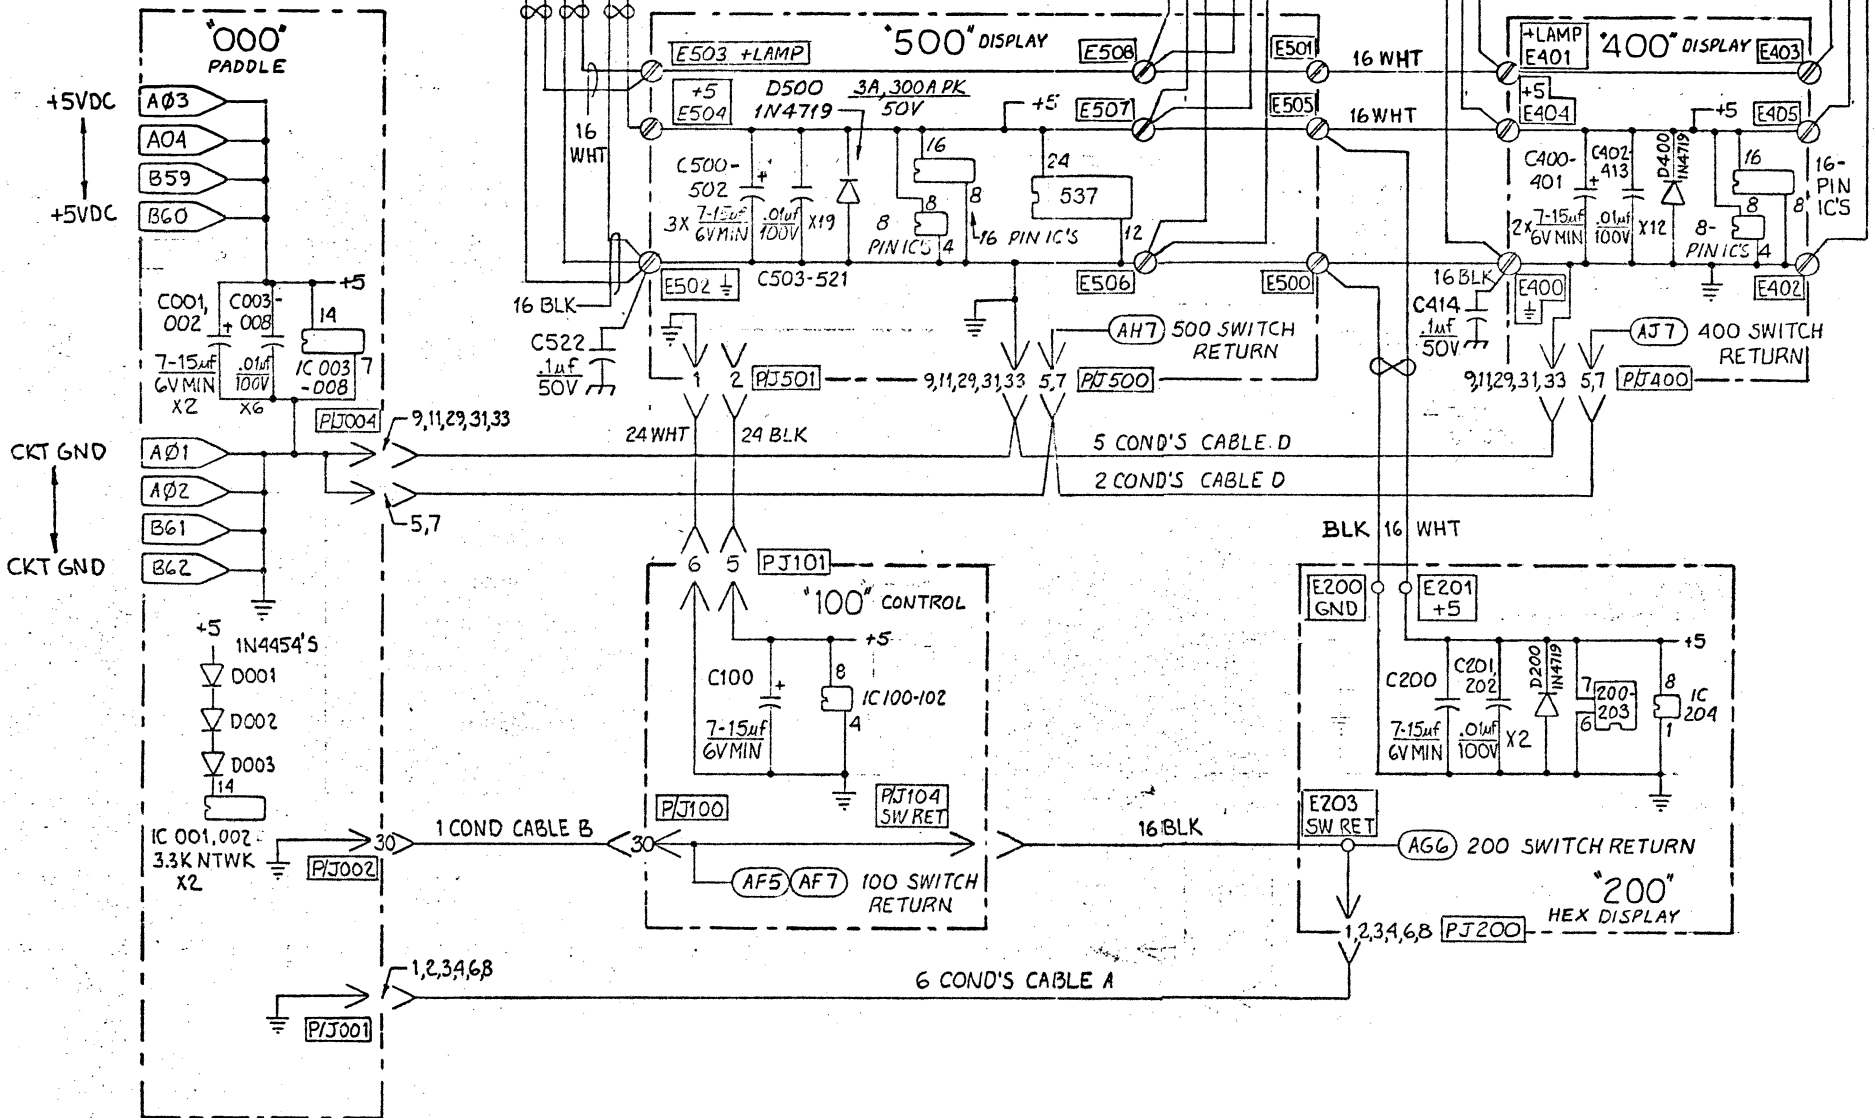 "000"
PADDLE
+5VDC
AØ3
A04
B59
+5VDC
B60
+5
C001,
002
+
7-15uf
6V MIN
X2
C003-
008
.01uf
100V
X6
14
IC 003
-008
7
P/J004
9,11,29,31,33
CKT GND
AØ1
AØ2
B61
CKT GND
B62
5,7
+5
1N4454'S
D001
D002
D003
14
IC 001,002
3.3K NTWK
X2
30
P/J002
1 COND CABLE B
1,2,3,4,6,8
P/J001
6 COND'S CABLE A
"500" DISPLAY
E503 +LAMP
E508
E501
16 WHT
+5
E504
D500
1N4719
3A, 300A PK
50V
+5
E507
E505
16 WHT
16
WHT
C500-
502
+
3X 7-15uf
6V MIN
.01uf
100V
X19
16
8
8
8
PIN IC'S
4
16 PIN IC'S
24
537
12
E502
C503-521
E506
E500
16 BLK
C522
.1uf
50V
AH7 500 SWITCH
RETURN
1 2 P/J501
9,11,29,31,33 5,7 P/J500
24 WHT
24 BLK
5 COND'S CABLE D
2 COND'S CABLE D
+LAMP
E401
"400" DISPLAY
E403
+5
E404
+5
E405
C400-
401
+
2X 7-15uf
6V MIN
C402-
413
.01uf
100V
X12
D400
1N4719
16
8
8
8-
PIN IC'S
4
16-
PIN
IC'S
16 BLK
E400
E402
C414
.1uf
50V
AJ7 400 SWITCH
RETURN
9,11,29,31,33 5,7 P/J400
BLK 16 WHT
6 5 PJ101
"100" CONTROL
+5
C100
+
7-15uf
6V MIN
8
IC 100-102
4
P/J100
P/J104
SW RET
30
AF5 AF7 100 SWITCH
RETURN
16 BLK
E200
GND
E201
+5
+5
C200
7-15uf
6V MIN
C201,
202
.01uf
100V
X2
D200
1N4719
7
200-
203
6
8
IC
204
1
E203
SW RET
AG6 200 SWITCH RETURN
"200"
HEX DISPLAY
1,2,3,4,6,8 PJ200